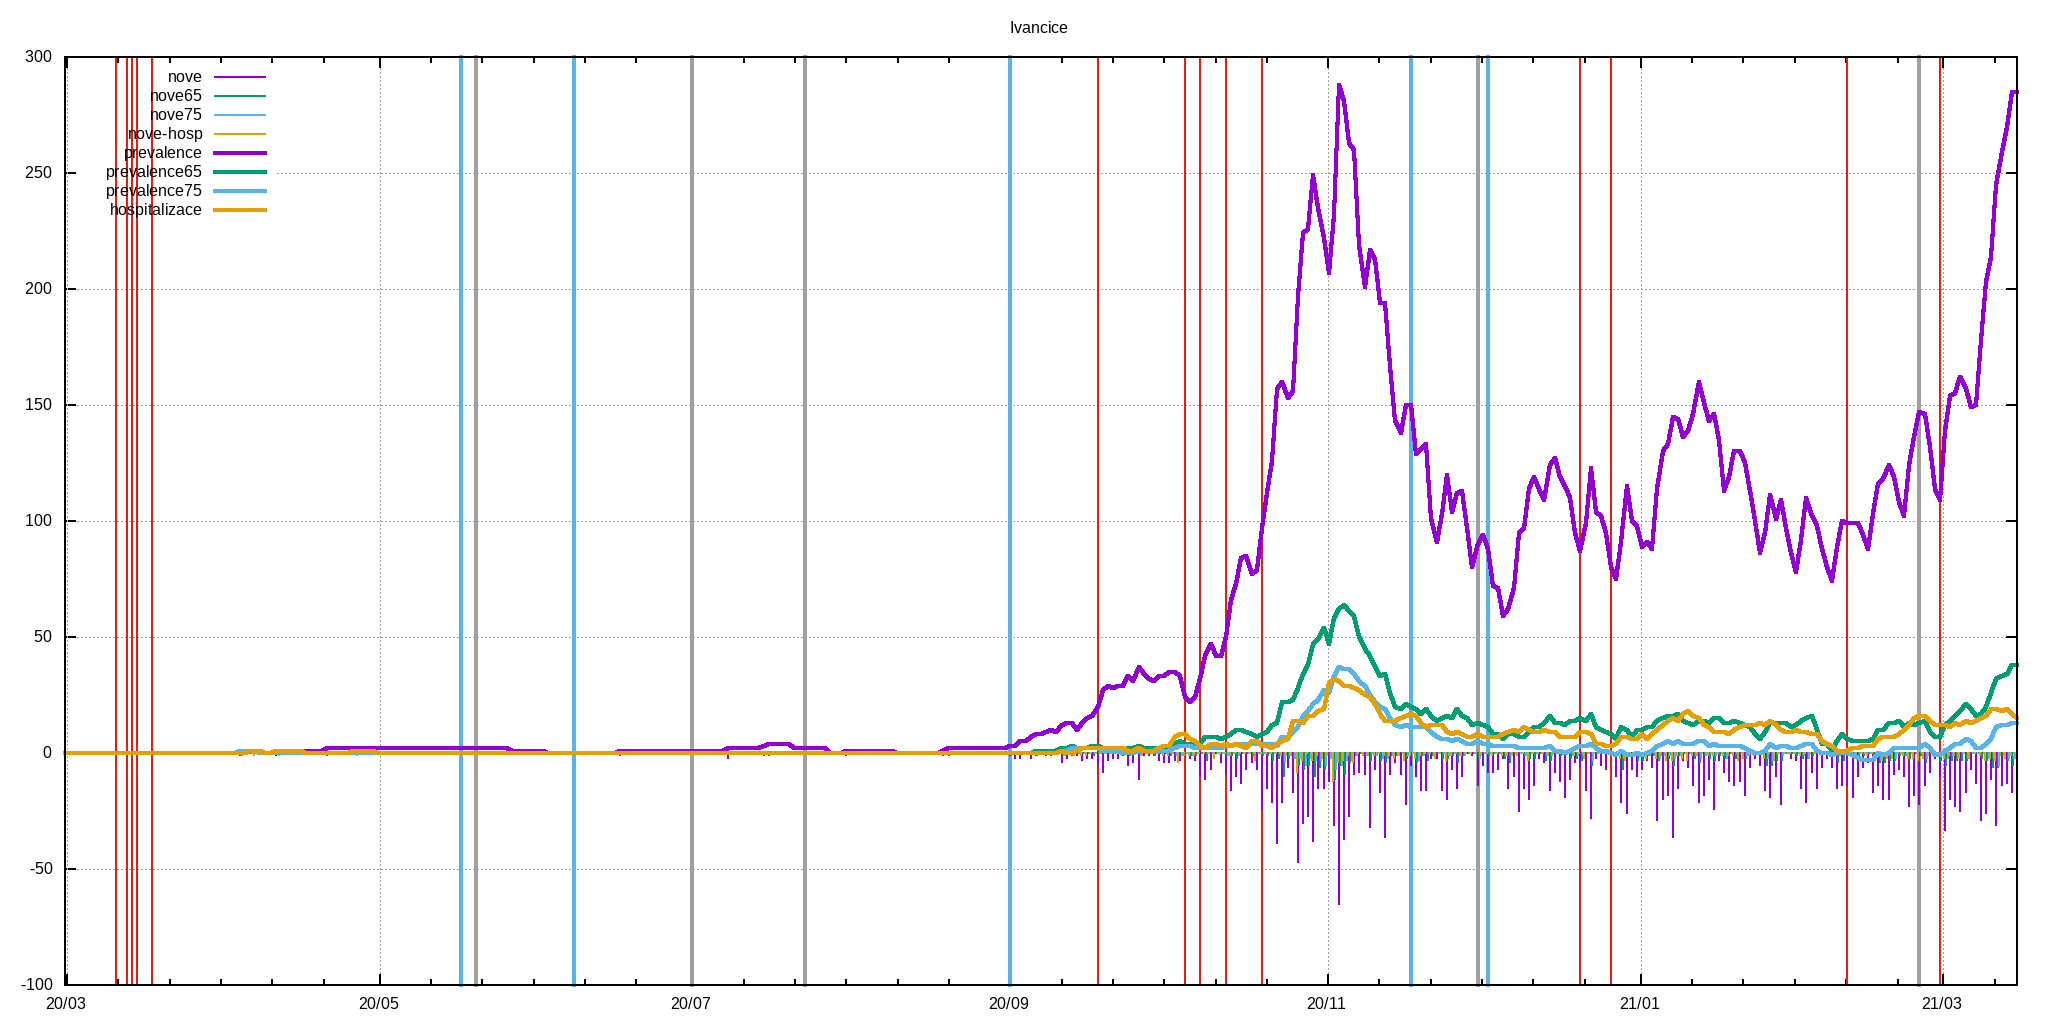 Ivancice
300
250
200
150
100
50
0
-50
-100
nove
nove65
nove75
nove-hosp
prevalence
prevalence65
prevalence75
hospitalizace
20/03 20/05 20/07 20/09 20/11 21/01 21/03